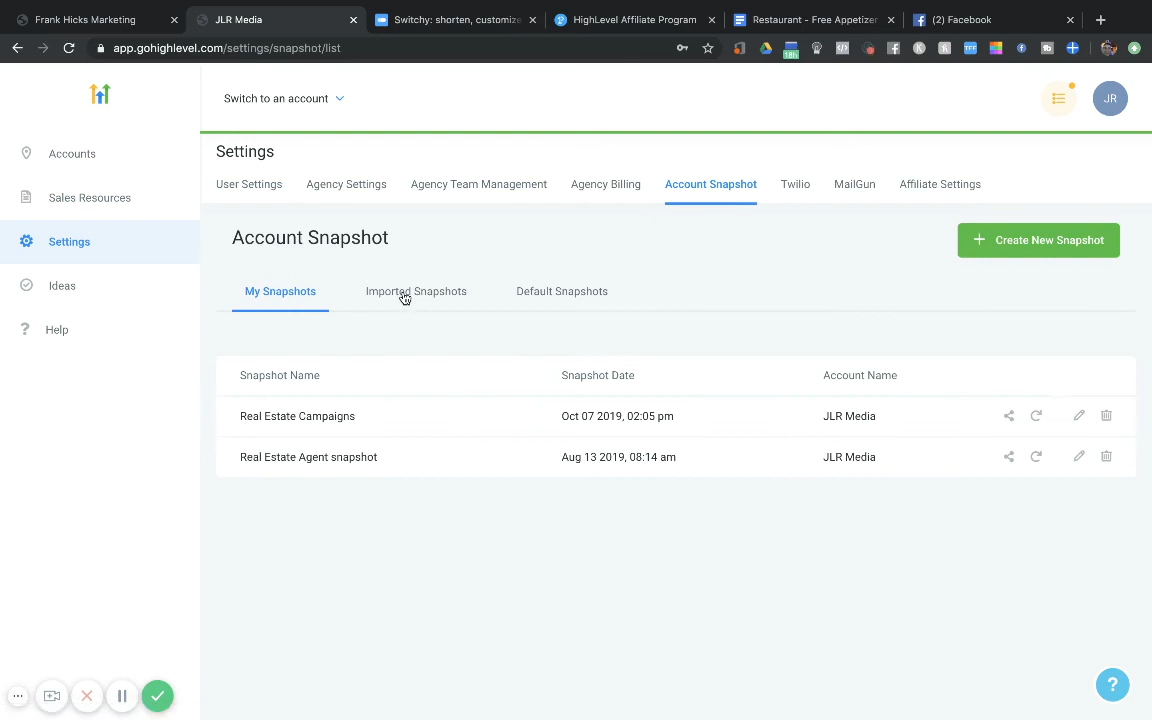 Frank Hicks Marketing
JLR Media
Switchy: shorten, customize
HighLevel Affiliate Program
Restaurant - Free Appetizer
(2) Facebook
app.gohighlevel.com/settings/snapshot/list
18h
TFF
Switch to an account
JR
Accounts
Sales Resources
Settings
Ideas
Help
Settings
User Settings
Agency Settings
Agency Team Management
Agency Billing
Account Snapshot
Twilio
MailGun
Affiliate Settings
Account Snapshot
Create New Snapshot
My Snapshots
Imported Snapshots
Default Snapshots
Snapshot Name
Snapshot Date
Account Name
Real Estate Campaigns
Oct 07 2019, 02:05 pm
JLR Media
Real Estate Agent snapshot
Aug 13 2019, 08:14 am
JLR Media